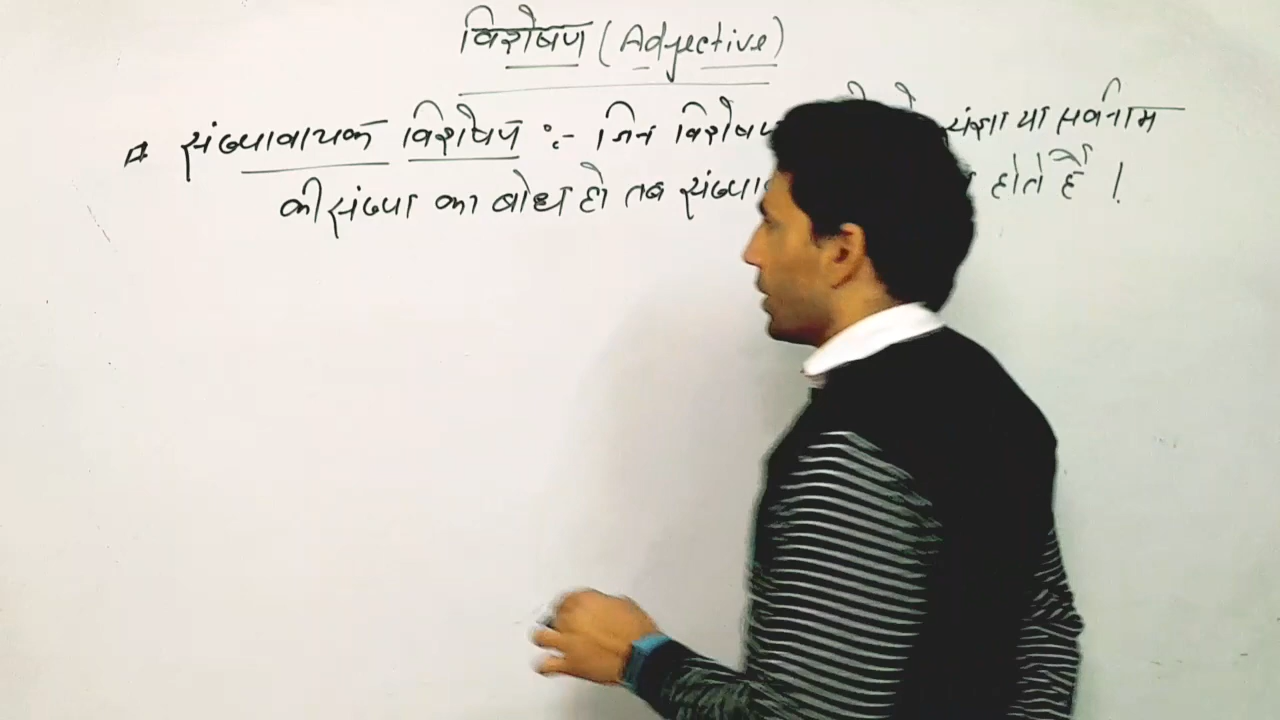 विशेषण (Adjective)
संख्यावाचक विशेषण :- जिन विशेषण संज्ञा या सर्वनाम
की संख्या का बोध हो तब होते हैं ।